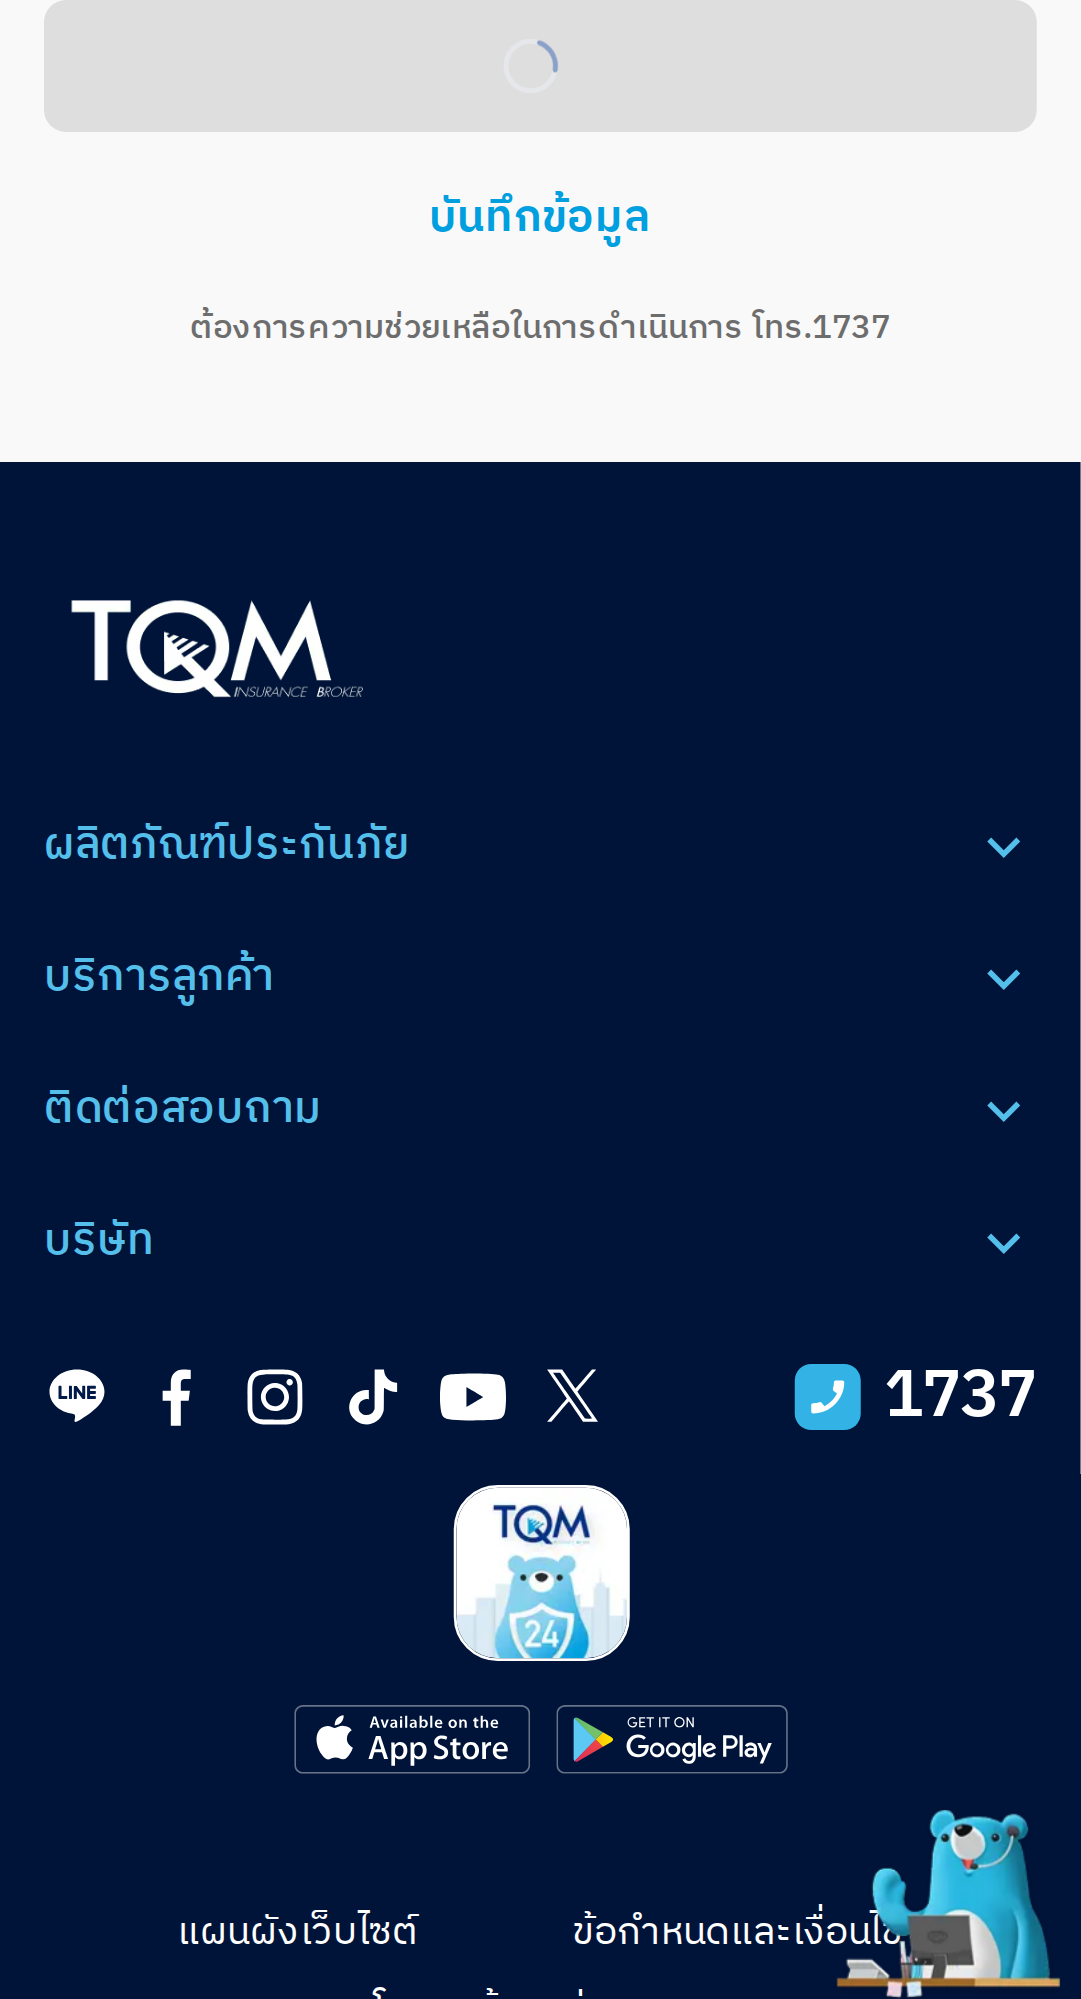 บันทึกข้อมูล
ต้องการความช่วยเหลือในการดำเนินการ โทร.1737
TQM
INSURANCE BROKER
ผลิตภัณฑ์ประกันภัย
บริการลูกค้า
ติดต่อสอบถาม
บริษัท
LINE
1737
TQM
24
Available on the
App Store
GET IT ON
Google Play
แผนผังเว็บไซต์
ข้อกำหนดและเงื่อนไข